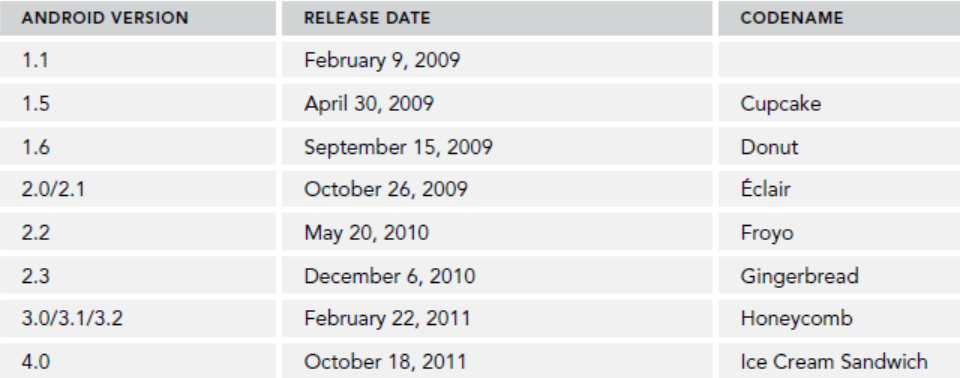 ANDROID VERSION RELEASE DATE CODENAME
1.1 February 9, 2009
1.5 April 30, 2009 Cupcake
1.6 September 15, 2009 Donut
2.0/2.1 October 26, 2009 Éclair
2.2 May 20, 2010 Froyo
2.3 December 6, 2010 Gingerbread
3.0/3.1/3.2 February 22, 2011 Honeycomb
4.0 October 18, 2011 Ice Cream Sandwich